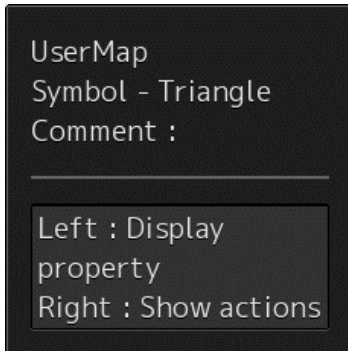 UserMap
Symbol - Triangle
Comment :
Left : Display
property
Right : Show actions